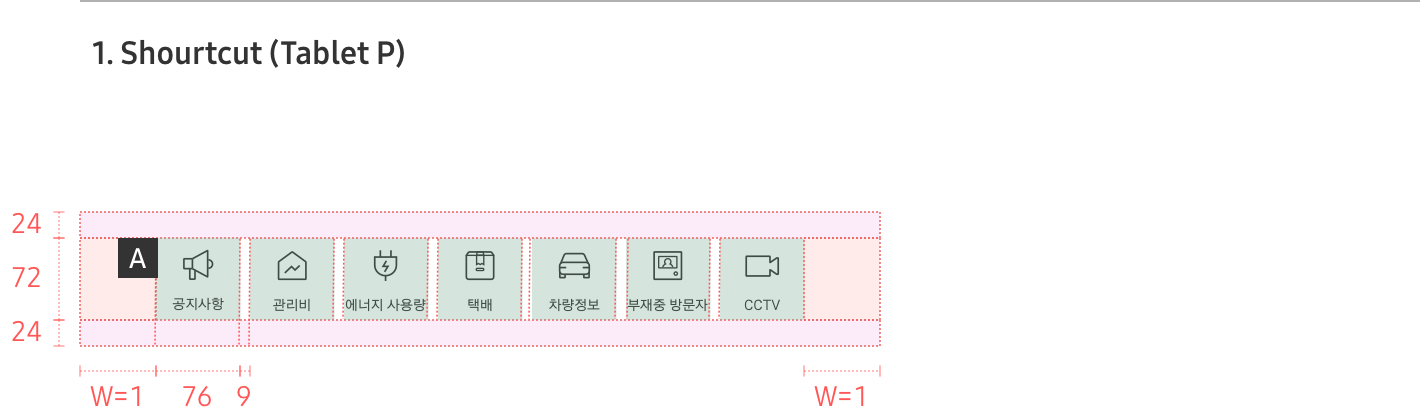 1. Shourtcut (Tablet P)
24
72
24
A
공지사항
관리비
에너지 사용량
택배
차량정보
부재중 방문자
CCTV
W=1
76
9
W=1